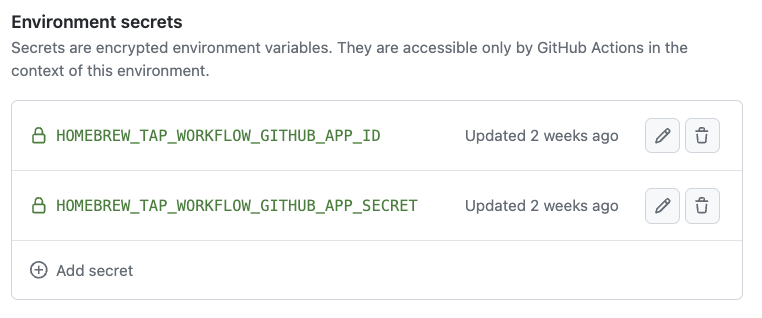 Environment secrets
Secrets are encrypted environment variables. They are accessible only by GitHub Actions in the
context of this environment.
HOMEBREW_TAP_WORKFLOW_GITHUB_APP_ID Updated 2 weeks ago
HOMEBREW_TAP_WORKFLOW_GITHUB_APP_SECRET Updated 2 weeks ago
Add secret